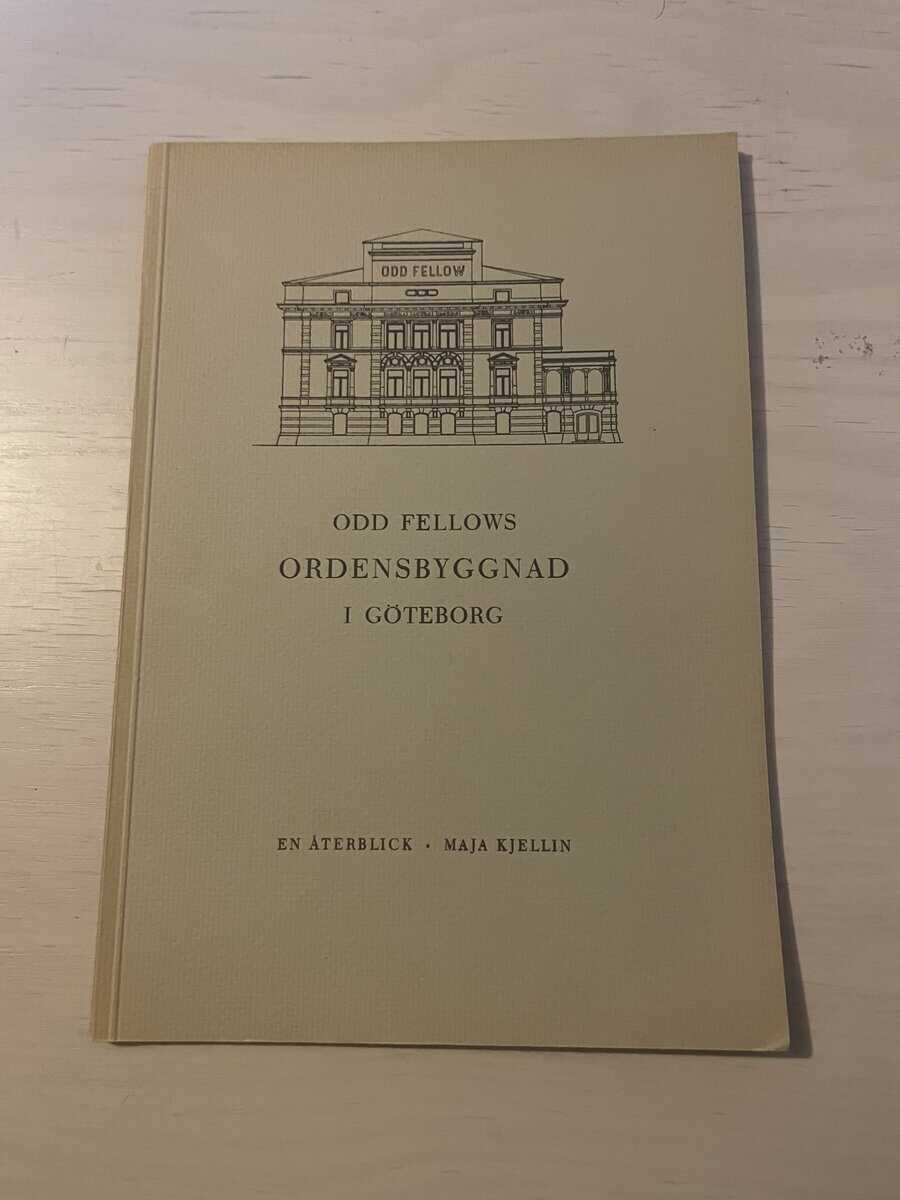 ODD FELLOW
ODD FELLOWS
ORDENSBYGGNAD
I GÖTEBORG
EN ÅTERBLICK · MAJA KJELLIN